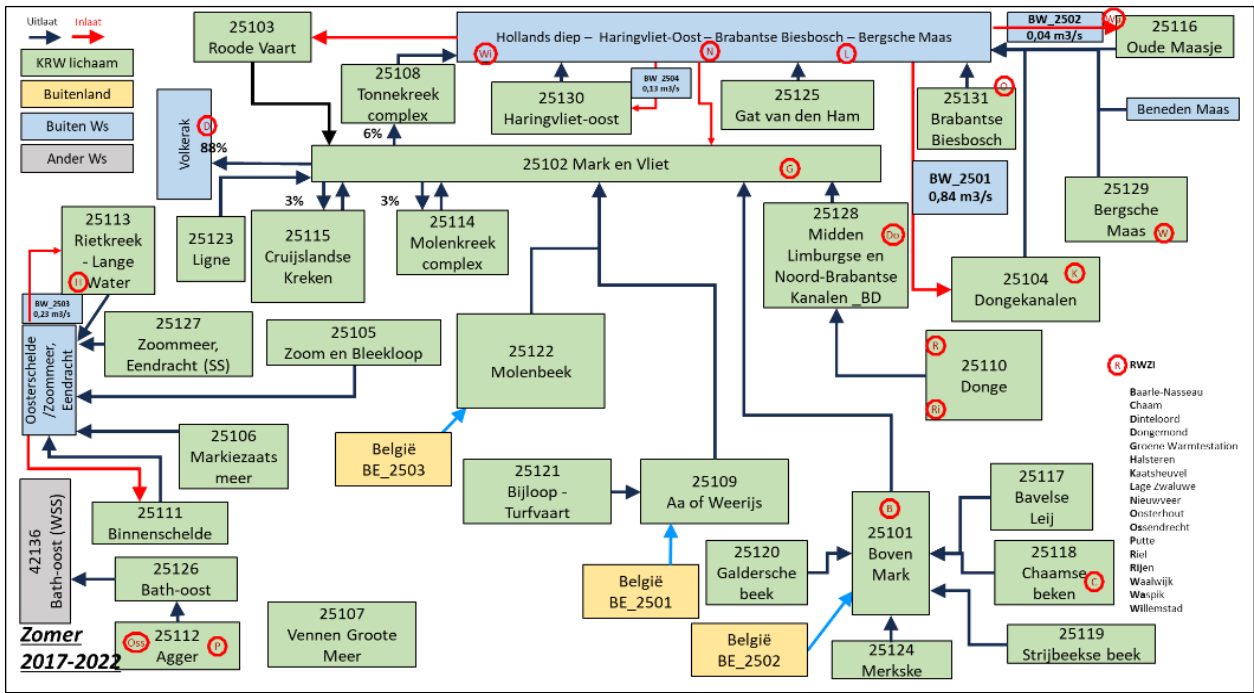 Uitlaat
Inlaat
KRW lichaam
Buitenland
Buiten Ws
Ander Ws
25103
Roode Vaart
Hollands diep – Haringvliet-Oost – Brabantse Biesbosch – Bergsche Maas
Wi
N
L
BW_2502
0,04 m3/s
Wa
25116
Oude Maasje
25108
Tonnekreek
complex
25130
Haringvliet-oost
BW_2504
0,13 m3/s
25125
Gat van den Ham
O
25131
Brabantse
Biesbosch
Beneden Maas
Volkerak
D
88%
6%
25102 Mark en Vliet
G
BW_2501
0,84 m3/s
25129
Bergsche
Maas
W
25113
Rietkreek
- Lange
Water
H
25123
Ligne
3%
25115
Cruijslandse
Kreken
3%
25114
Molenkreek
complex
25128
Midden
Limburgse en
Noord-Brabantse
Kanalen _BD
Do
25104
Dongekanalen
K
BW_2503
0,23 m3/s
Oosterschelde
/Zoommeer,
Eendracht
25127
Zoommeer,
Eendracht (SS)
25105
Zoom en Bleekloop
25122
Molenbeek
R
25110
Donge
Ri
R
RWZI
Baarle-Nasseau
Chaam
Dinteloord
Dongemond
Groene Warmtestation
Halsteren
Kaatsheuvel
Lage Zwaluwe
Nieuwveer
Oosterhout
Ossendrecht
Putte
Riel
RIJen
Waalwijk
Waspik
Willemstad
25106
Markiezaats
meer
België
BE_2503
25121
Bijloop -
Turfvaart
25109
Aa of Weerijs
25117
Bavelse
Leij
42136
Bath-oost (WSS)
25111
Binnenschelde
B
25101
Boven
Mark
25120
Galdersche
beek
25118
Chaamse
beken
C
25126
Bath-oost
België
BE_2501
België
BE_2502
Zomer
2017-2022
Oss
25112
Agger
P
25107
Vennen Groote
Meer
25124
Merkske
25119
Strijbeekse beek